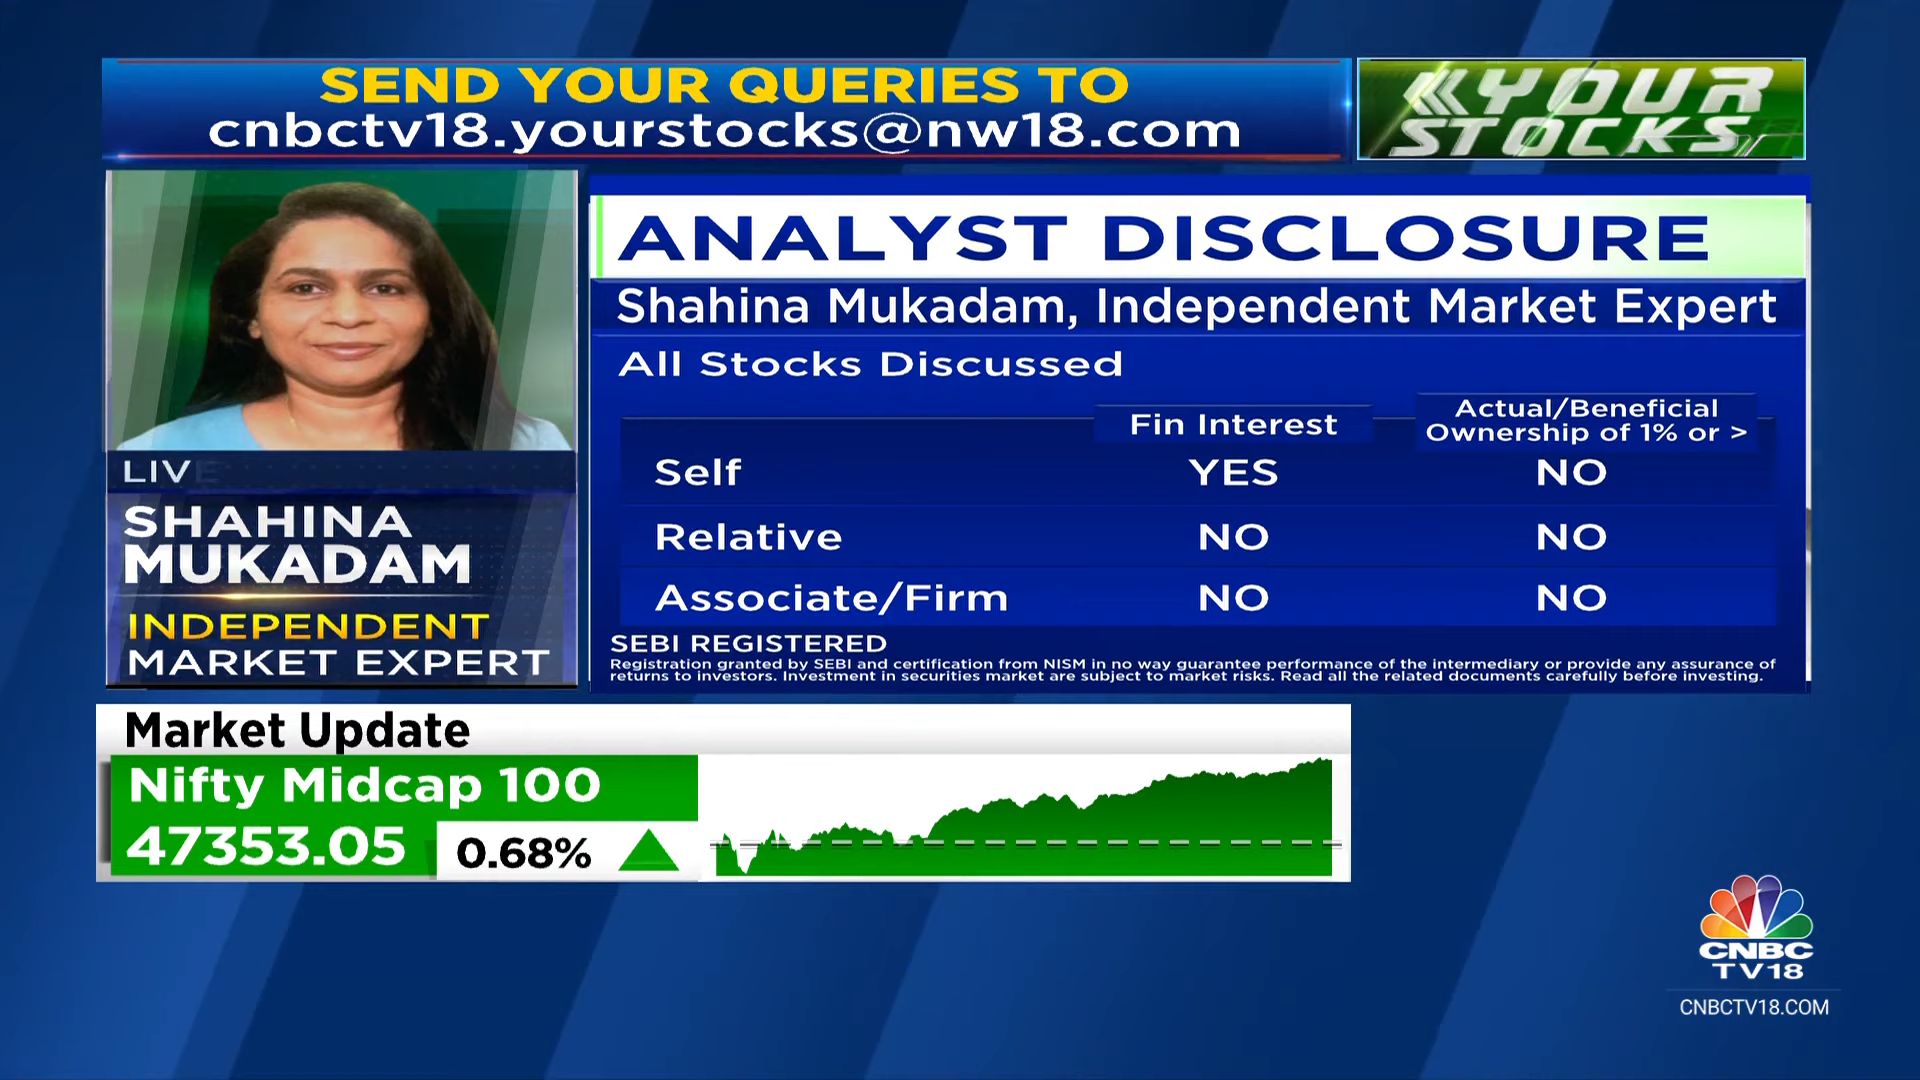 SEND YOUR QUERIES TO
cnbctv18.yourstocks@nw18.com
YOUR
STOCKS
ANALYST DISCLOSURE
Shahina Mukadam, Independent Market Expert
All Stocks Discussed
Fin Interest
Actual/Beneficial
Ownership of 1% or >
Self YES NO
Relative NO NO
Associate/Firm NO NO
SEBI REGISTERED
Registration granted by SEBI and certification from NISM in no way guarantee performance of the intermediary or provide any assurance of
returns to investors. Investment in securities market are subject to market risks. Read all the related documents carefully before investing.
LIVE
SHAHINA
MUKADAM
INDEPENDENT
MARKET EXPERT
Market Update
Nifty Midcap 100
47353.05 0.68%
CNBC
TV18
CNBCTV18.COM